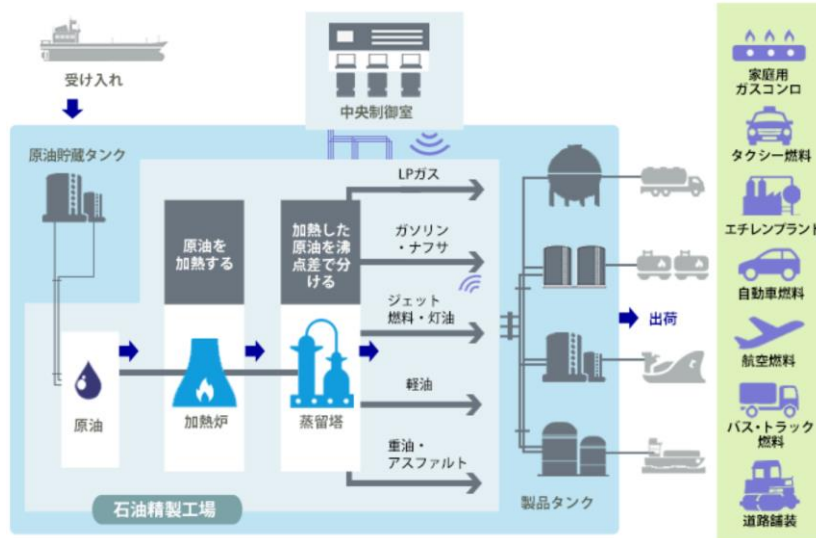 受け入れ
中央制御室
原油貯蔵タンク
原油を
加熱する
加熱した
原油を沸
点差で分
ける
LPガス
ガソリン
・ナフサ
ジェット
燃料・灯油
軽油
重油・
アスファルト
原油
加熱炉
蒸留塔
石油精製工場
製品タンク
出荷
家庭用
ガスコンロ
タクシー燃料
エチレンプラント
自動車燃料
航空燃料
バス・トラック
燃料
道路舗装